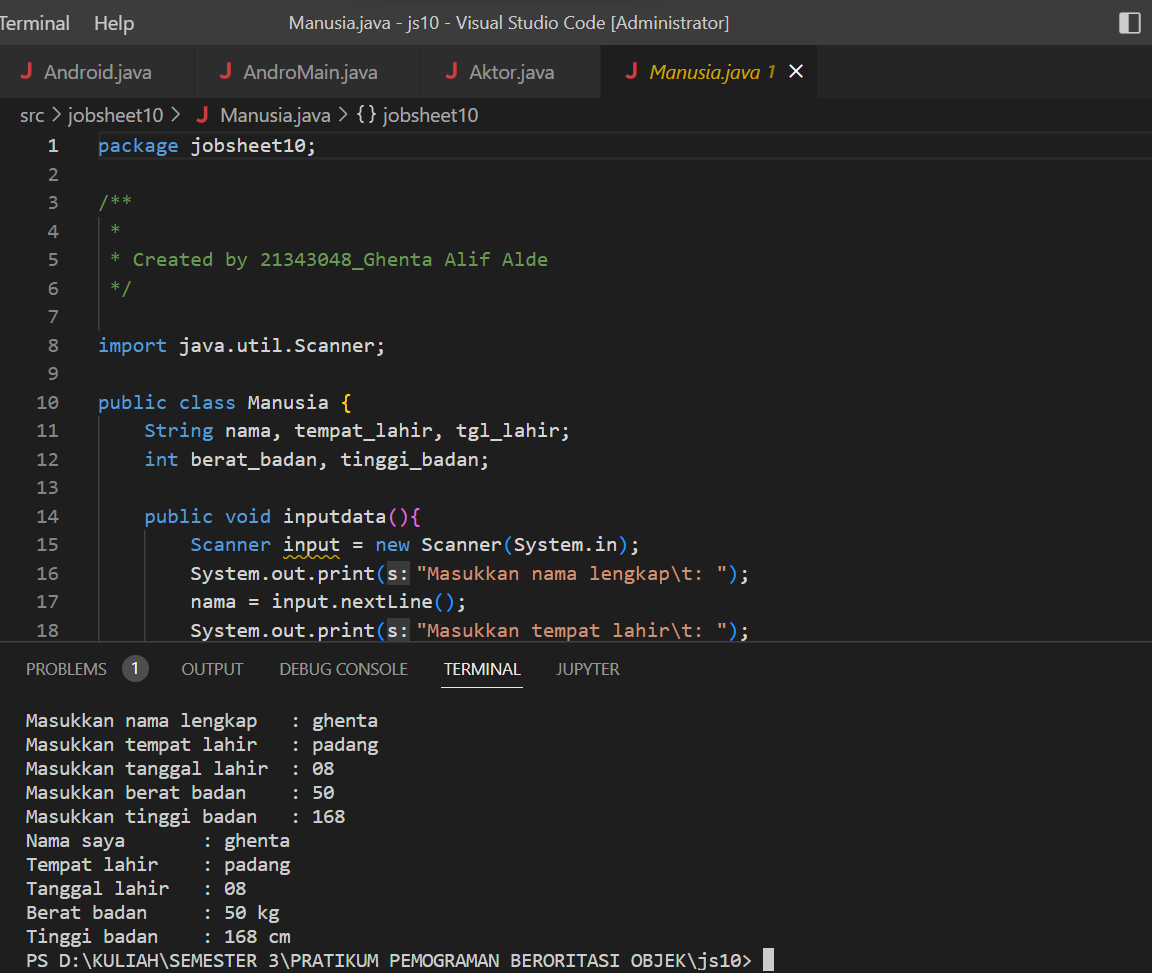 Terminal Help Manusia.java - js10 - Visual Studio Code [Administrator]
J Android.java J AndroMain.java J Aktor.java J Manusia.java 1 ×
src > jobsheet10 > J Manusia.java > {} jobsheet10
1 package jobsheet10;
2
3 /**
4 *
5 * Created by 21343048_Ghenta Alif Alde
6 */
7
8 import java.util.Scanner;
9
10 public class Manusia {
11 String nama, tempat_lahir, tgl_lahir;
12 int berat_badan, tinggi_badan;
13
14 public void inputdata(){
15 Scanner input = new Scanner(System.in);
16 System.out.print(s: "Masukkan nama lengkap\t: ");
17 nama = input.nextLine();
18 System.out.print(s: "Masukkan tempat lahir\t: ");
PROBLEMS 1 OUTPUT DEBUG CONSOLE TERMINAL JUPYTER
Masukkan nama lengkap : ghenta
Masukkan tempat lahir : padang
Masukkan tanggal lahir : 08
Masukkan berat badan : 50
Masukkan tinggi badan : 168
Nama saya : ghenta
Tempat lahir : padang
Tanggal lahir : 08
Berat badan : 50 kg
Tinggi badan : 168 cm
PS D:\KULIAH\SEMESTER 3\PRATIKUM PEMOGRAMAN BERORITASI OBJEK\js10>